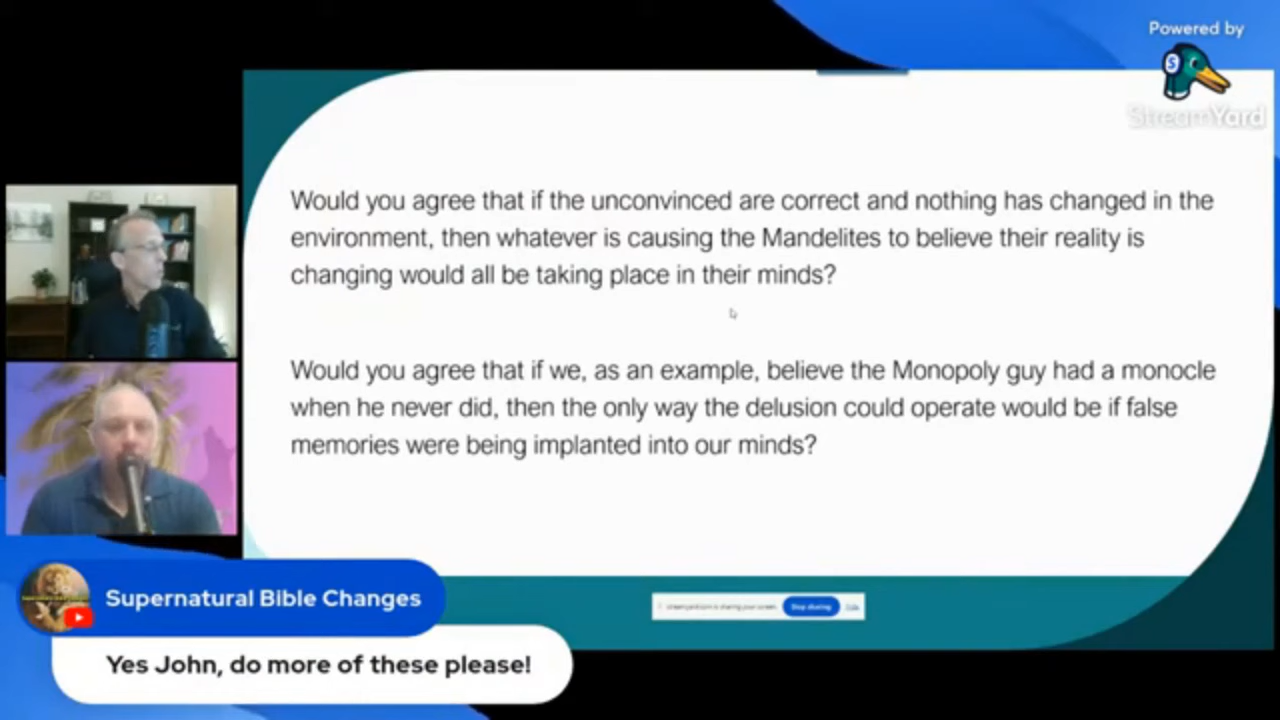 Powered by
StreamYard
Would you agree that if the unconvinced are correct and nothing has changed in the
environment, then whatever is causing the Mandelites to believe their reality is
changing would all be taking place in their minds?
Would you agree that if we, as an example, believe the Monopoly guy had a monocle
when he never did, then the only way the delusion could operate would be if false
memories were being implanted into our minds?
Stop sharing
Supernatural Bible Changes
Yes John, do more of these please!